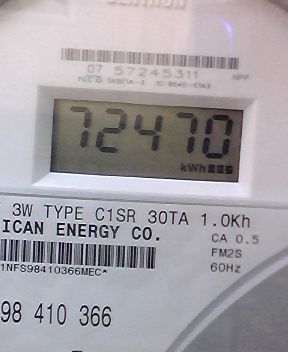 07 57245311 HPP
72470
kWh
3W TYPE C1SR 30TA 1.0Kh
ICAN ENERGY CO.
CA 0.5
FM2S
1NFS98410366MEC*
60Hz
98 410 366